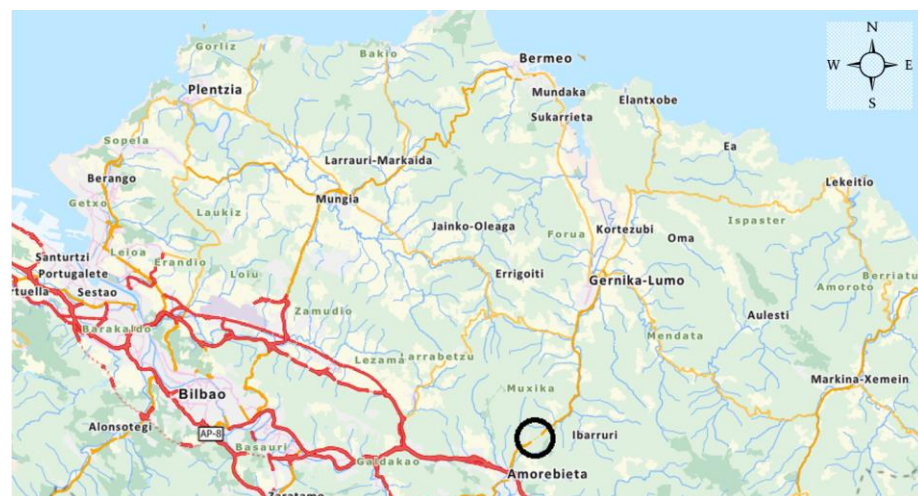 Gorliz
Bakio
Bermeo
N
W
E
S
Plentzia
Mundaka
Elantxobe
Sukarrieta
Sopela
Ea
Larrauri-Markaida
Berango
Lekeitio
Getxo
Mungia
Laukiz
Ispaster
Jainko-Oleaga
Forua
Kortezubi
Oma
Leioa
Santurtzi
Erandio
Portugalete
Loiu
Errigoiti
Gernika-Lumo
Berriatu
Amoroto
Sestao
Zamudio
Aulesti
Barakaldo
Mendata
Lezama
Larrabetzu
Muxika
Markina-Xemein
Bilbao
Alonsotegi
AP-8
Basauri
Ibarruri
Galdakao
Amorebieta
Zaratamo